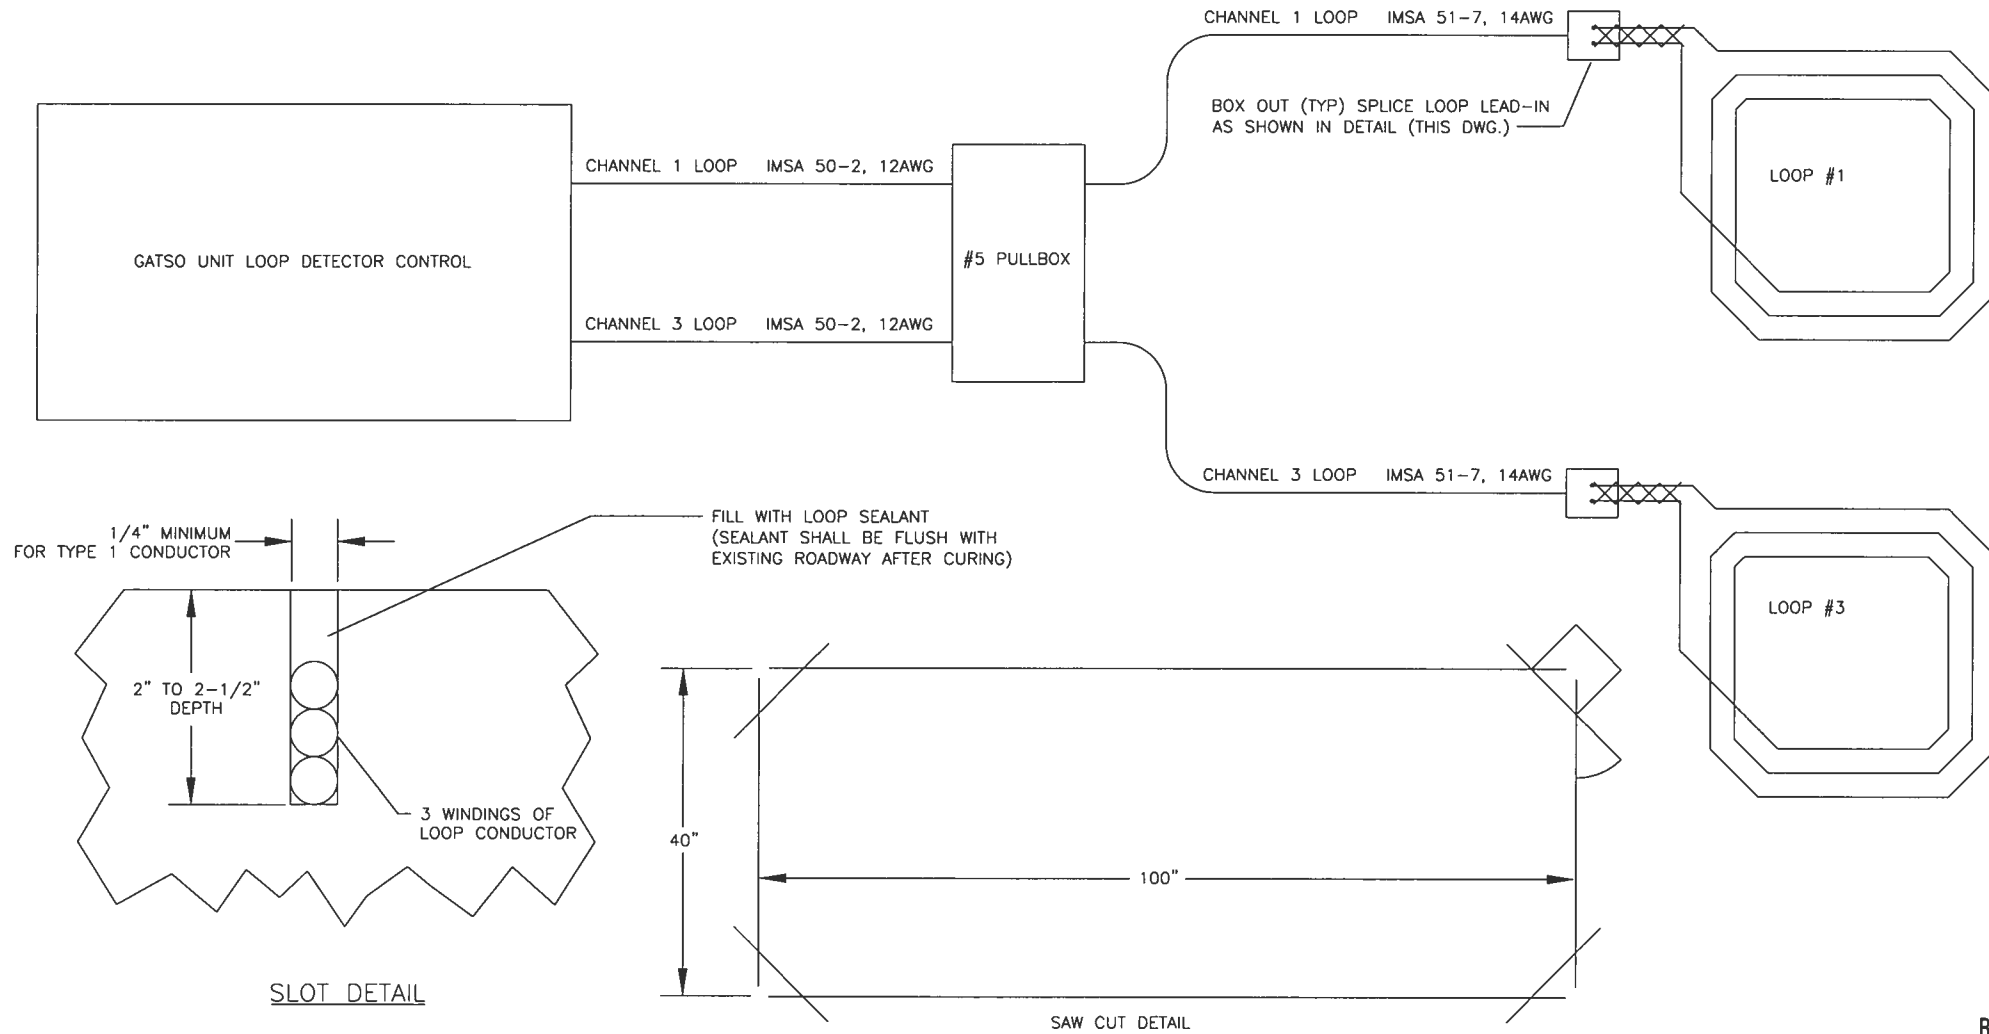 CHANNEL 1 LOOP IMSA 51-7, 14AWG
BOX OUT (TYP) SPLICE LOOP LEAD-IN
AS SHOWN IN DETAIL (THIS DWG.)
LOOP #1
CHANNEL 1 LOOP IMSA 50-2, 12AWG
GATSO UNIT LOOP DETECTOR CONTROL
#5 PULLBOX
CHANNEL 3 LOOP IMSA 50-2, 12AWG
CHANNEL 3 LOOP IMSA 51-7, 14AWG
LOOP #3
1/4" MINIMUM
FOR TYPE 1 CONDUCTOR
FILL WITH LOOP SEALANT
(SEALANT SHALL BE FLUSH WITH
EXISTING ROADWAY AFTER CURING)
2" TO 2-1/2"
DEPTH
3 WINDINGS OF
LOOP CONDUCTOR
SLOT DETAIL
40"
100"
SAW CUT DETAIL